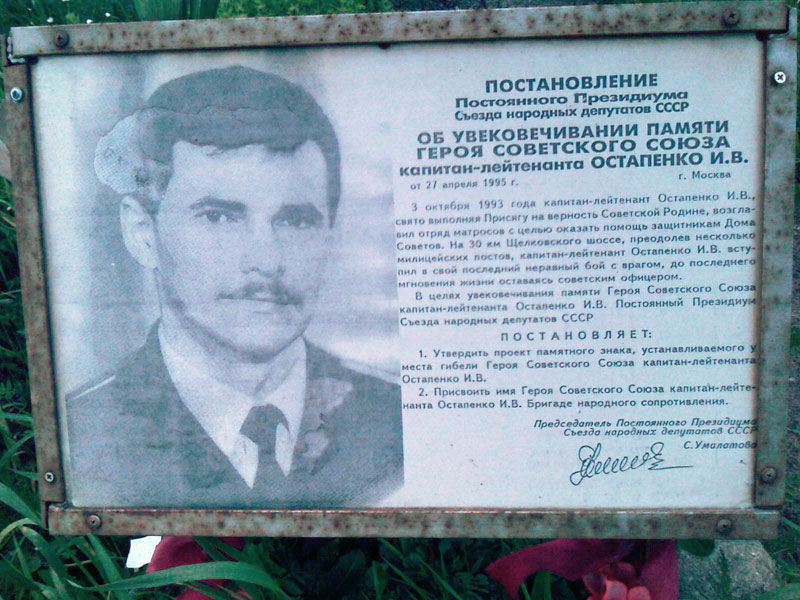 ПОСТАНОВЛЕНИЕ
Постоянного Президиума
Съезда народных депутатов СССР
ОБ УВЕКОВЕЧИВАНИИ ПАМЯТИ
ГЕРОЯ СОВЕТСКОГО СОЮЗА
капитан-лейтенанта ОСТАПЕНКО И.В.
от 27 апреля 1995 г. г. Москва
3 октября 1993 года капитан-лейтенант Остапенко И.В.,
свято выполняя Присягу на верность Советской Родине, возгла-
вил отряд матросов с целью оказать помощь защитникам Дома
Советов. На 30 км Щелковского шоссе, преодолев несколько
милицейских постов, капитан-лейтенант Остапенко И.В. всту-
пил в свой последний неравный бой с врагом, до последнего
мгновения жизни оставаясь советским офицером.
В целях увековечивания памяти Героя Советского Союза
капитан-лейтенанта Остапенко И.В. Постоянный Президиум
Съезда народных депутатов СССР
ПОСТАНОВЛЯЕТ:
1. Утвердить проект памятного знака, устанавливаемого у
места гибели Героя Советского Союза капитан-лейтенанта
Остапенко И.В.
2. Присвоить имя Героя Советского Союза капитан-лейте-
нанта Остапенко И.В. Бригаде народного сопротивления.
Председатель Постоянного Президиума
Съезда народных депутатов СССР
С.Умалатова